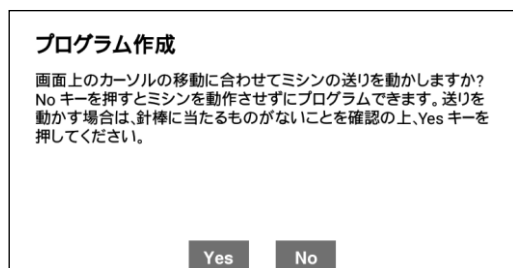 プログラム作成
画面上のカーソルの移動に合わせてミシンの送りを動かしますか?
No キーを押すとミシンを動作させずにプログラムできます。送りを
動かす場合は、針棒に当たるものがないことを確認の上、Yes キーを
押してください。
Yes No